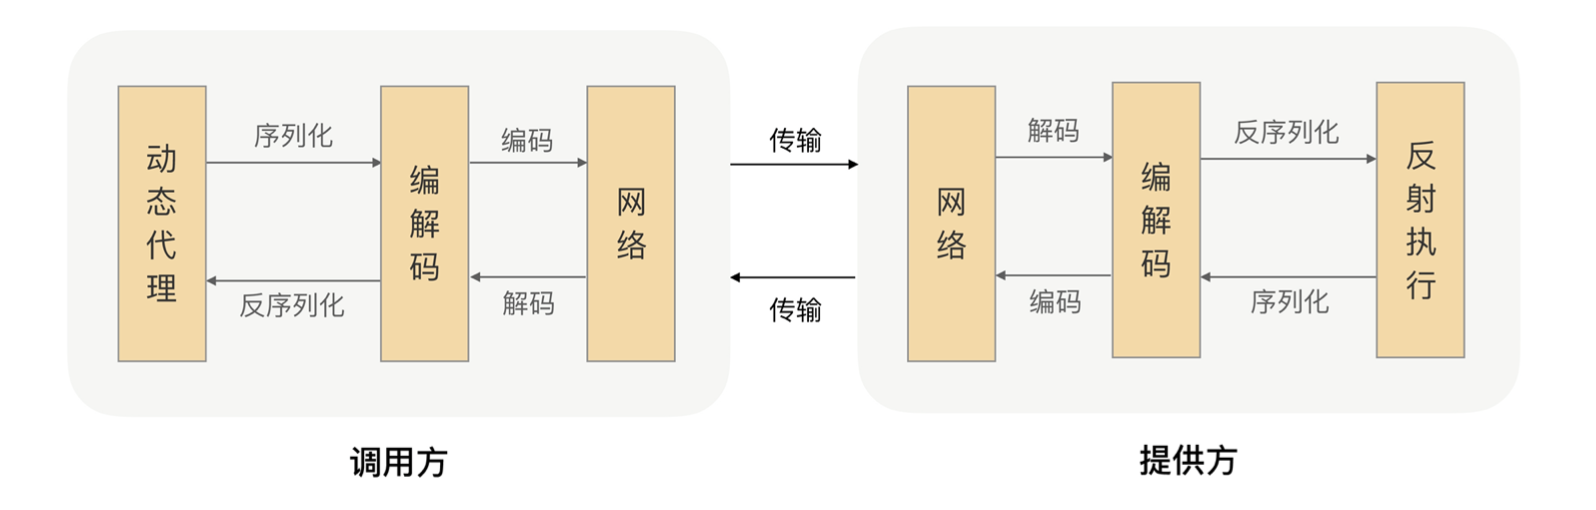 动态代理
序列化
反序列化
编解码
编码
解码
网络
传输
传输
网络
解码
编码
编解码
反序列化
序列化
反射执行
调用方
提供方